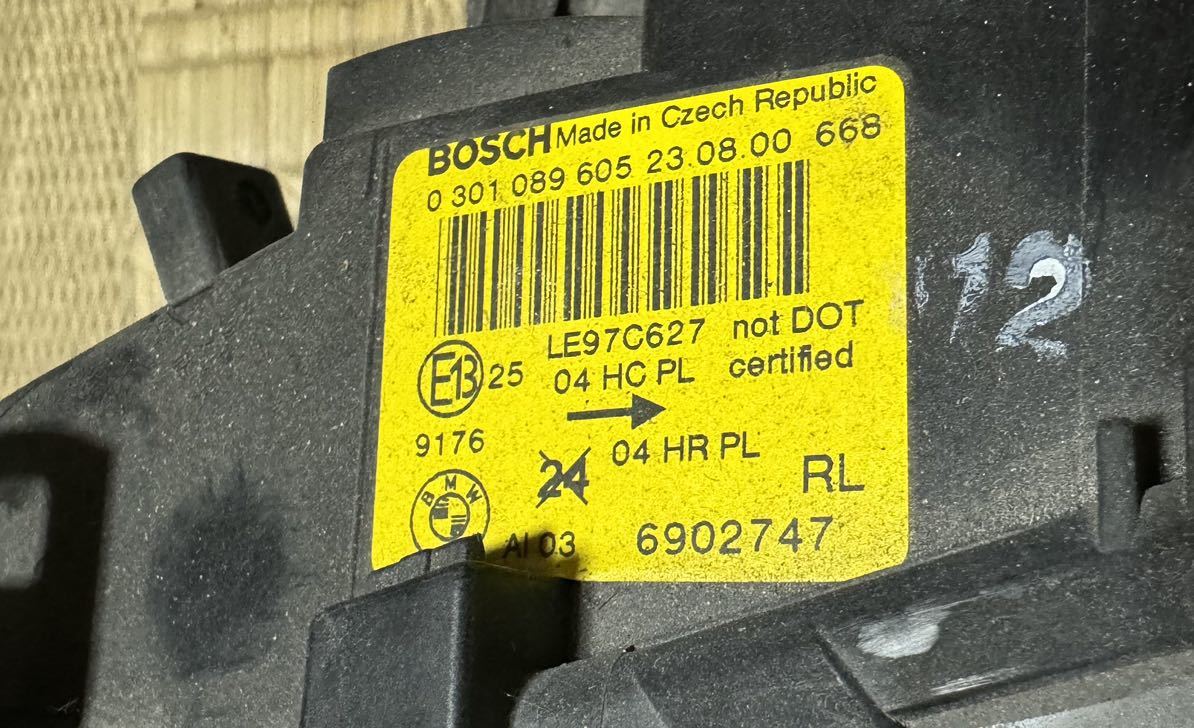 BOSCH Made in Czech Republic
0 301 089 605 23.08.00 668
LE97C627 not DOT
E13 25 04 HC PL certified
9176 04 HR PL
24 RL
BMW
AI 03 6902747
12